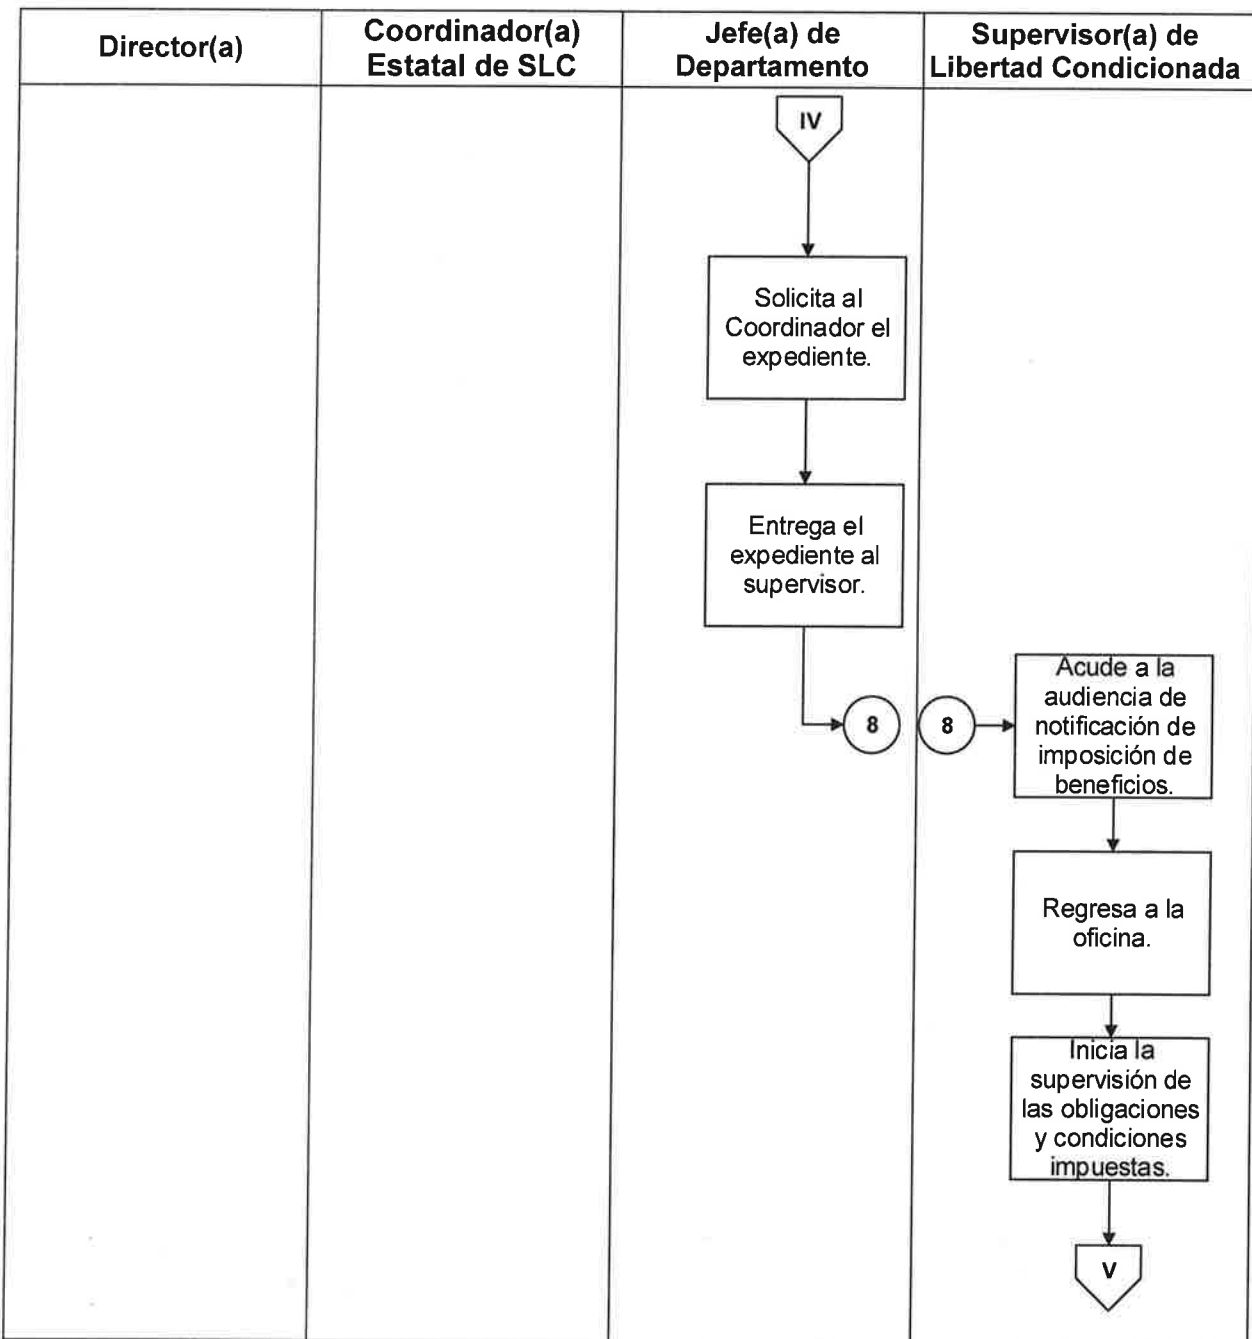 Director(a)
Coordinador(a)
Estatal de SLC
Jefe(a) de
Departamento
Supervisor(a) de
Libertad Condicionada
IV
Solicita al
Coordinador el
expediente.
Entrega el
expediente al
supervisor.
8
8
Acude a la
audiencia de
notificación de
imposición de
beneficios.
Regresa a la
oficina.
Inicia la
supervisión de
las obligaciones
y condiciones
impuestas.
V